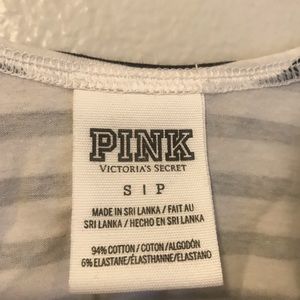 PINK
VICTORIA'S SECRET
S | P
MADE IN SRI LANKA / FAIT AU
SRI LANKA / HECHO EN SRI LANKA
94% COTTON / COTON / ALGODÓN
6% ELASTANE / ÉLASTHANNE / ELASTANO